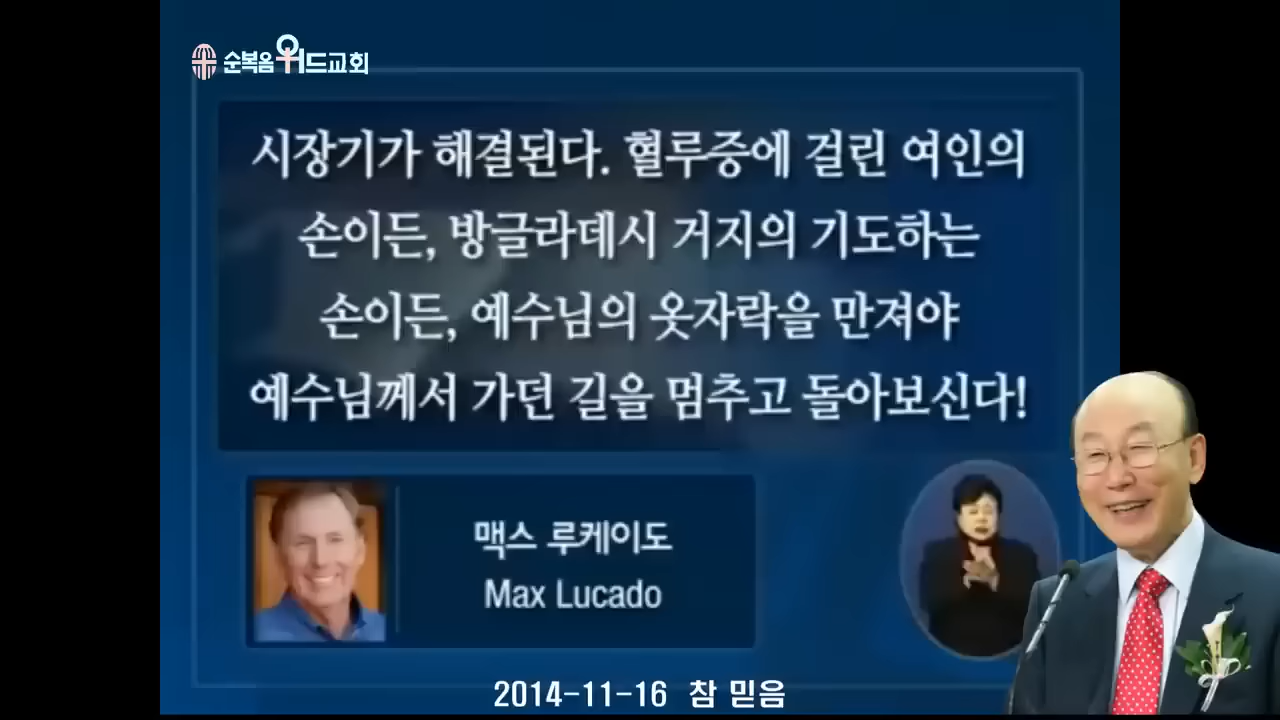 순복음워드교회
시장기가 해결된다. 혈루증에 걸린 여인의
손이든, 방글라데시 거지의 기도하는
손이든, 예수님의 옷자락을 만져야
예수님께서 가던 길을 멈추고 돌아보신다!
맥스 루케이도
Max Lucado
2014-11-16 참 믿음